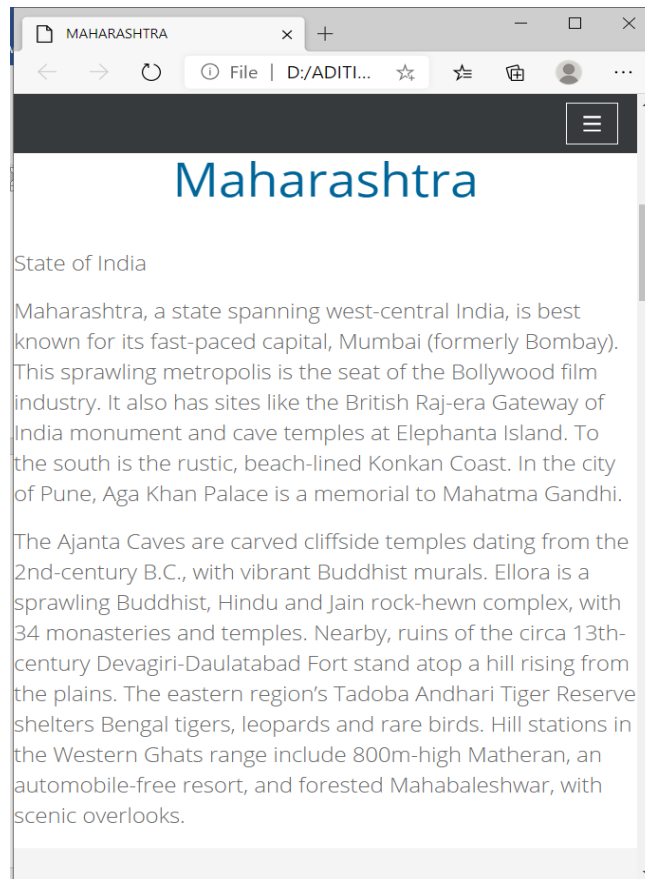 MAHARASHTRA
File | D:/ADITI...
Maharashtra
State of India
Maharashtra, a state spanning west-central India, is best
known for its fast-paced capital, Mumbai (formerly Bombay).
This sprawling metropolis is the seat of the Bollywood film
industry. It also has sites like the British Raj-era Gateway of
India monument and cave temples at Elephanta Island. To
the south is the rustic, beach-lined Konkan Coast. In the city
of Pune, Aga Khan Palace is a memorial to Mahatma Gandhi.
The Ajanta Caves are carved cliffside temples dating from the
2nd-century B.C., with vibrant Buddhist murals. Ellora is a
sprawling Buddhist, Hindu and Jain rock-hewn complex, with
34 monasteries and temples. Nearby, ruins of the circa 13th-
century Devagiri-Daulatabad Fort stand atop a hill rising from
the plains. The eastern region’s Tadoba Andhari Tiger Reserve
shelters Bengal tigers, leopards and rare birds. Hill stations in
the Western Ghats range include 800m-high Matheran, an
automobile-free resort, and forested Mahabaleshwar, with
scenic overlooks.